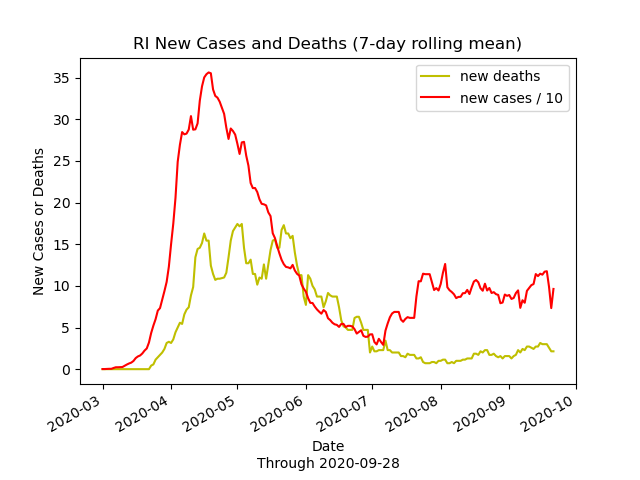 RI New Cases and Deaths (7-day rolling mean)
new deaths
new cases / 10
New Cases or Deaths
35
30
25
20
15
10
5
0
2020-03
2020-04
2020-05
2020-06
2020-07
2020-08
2020-09
2020-10
Date
Through 2020-09-28